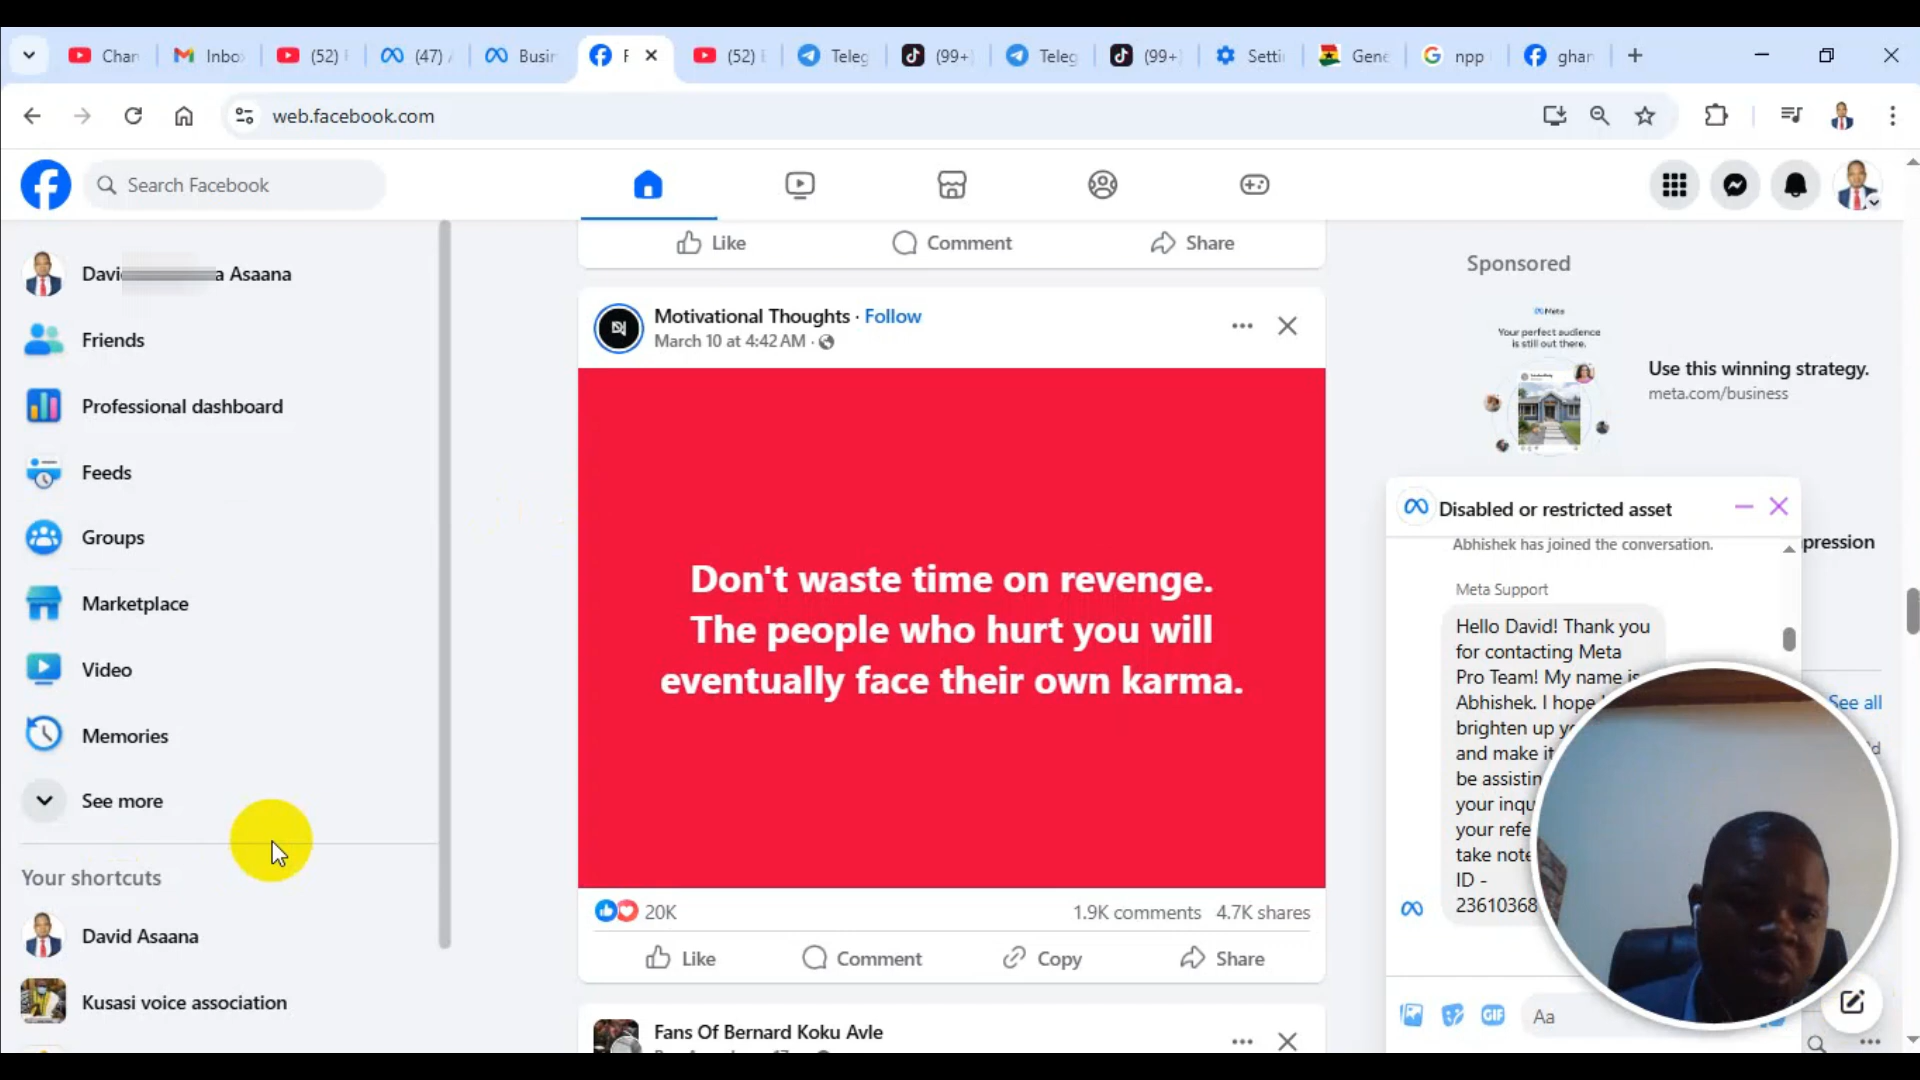 Chan
Inbo
(52)
(47)
Busin
F
(52)
Teleg
(99+)
Teleg
(99+)
Settin
Gene
npp
ghan
web.facebook.com
Search Facebook
Like
Comment
Share
Davi
a Asaana
Friends
Professional dashboard
Feeds
Groups
Marketplace
Video
Memories
See more
Your shortcuts
David Asaana
Kusasi voice association
Motivational Thoughts · Follow
March 10 at 4:42 AM ·
Don't waste time on revenge.
The people who hurt you will
eventually face their own karma.
20K
1.9K comments
4.7K shares
Like
Comment
Copy
Share
Fans Of Bernard Koku Avle
Sponsored
Meta
Your perfect audience
is still out there.
Use this winning strategy.
meta.com/business
Disabled or restricted asset
Abhishek has joined the conversation.
pression
Meta Support
Hello David! Thank you
for contacting Meta
Pro Team! My name is
Abhishek. I hope
brighten up
and make it
be assistin
your inqu
your refe
take note
ID -
23610368
See all
GIF
Aa